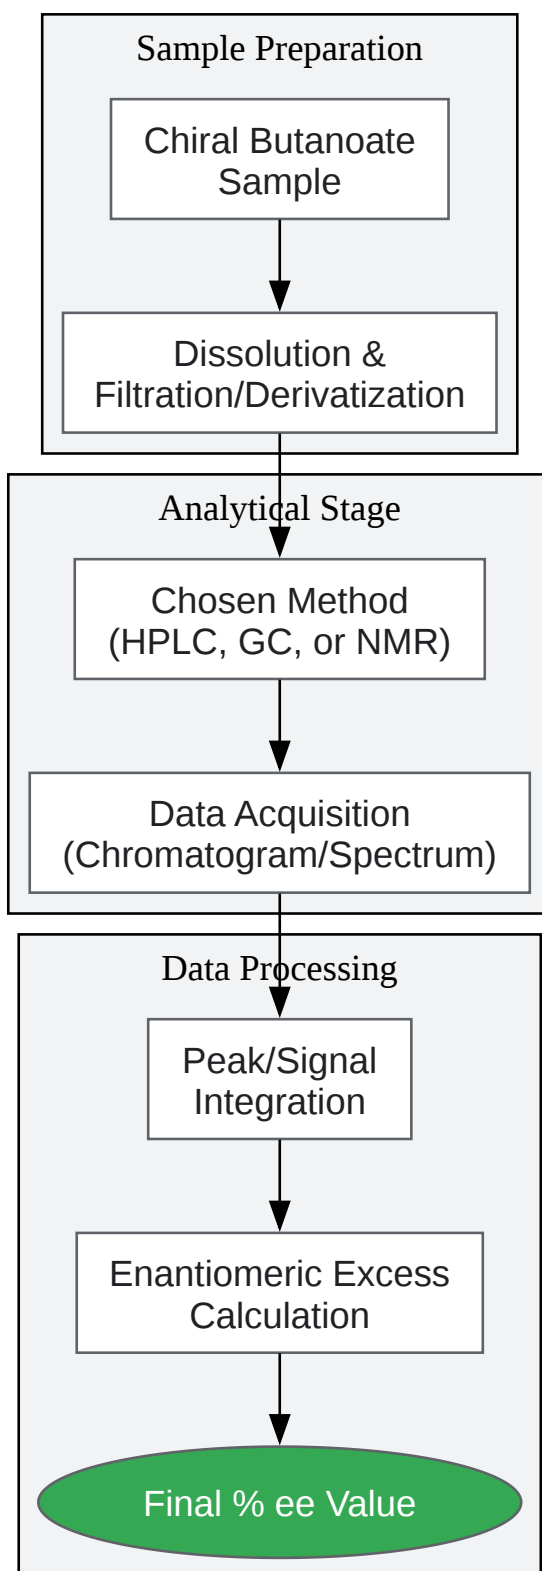 Sample Preparation
Chiral Butanoate
Sample
Dissolution &
Filtration/Derivatization
Analytical Stage
Chosen Method
(HPLC, GC, or NMR)
Data Acquisition
(Chromatogram/Spectrum)
Data Processing
Peak/Signal
Integration
Enantiomeric Excess
Calculation
Final % ee Value